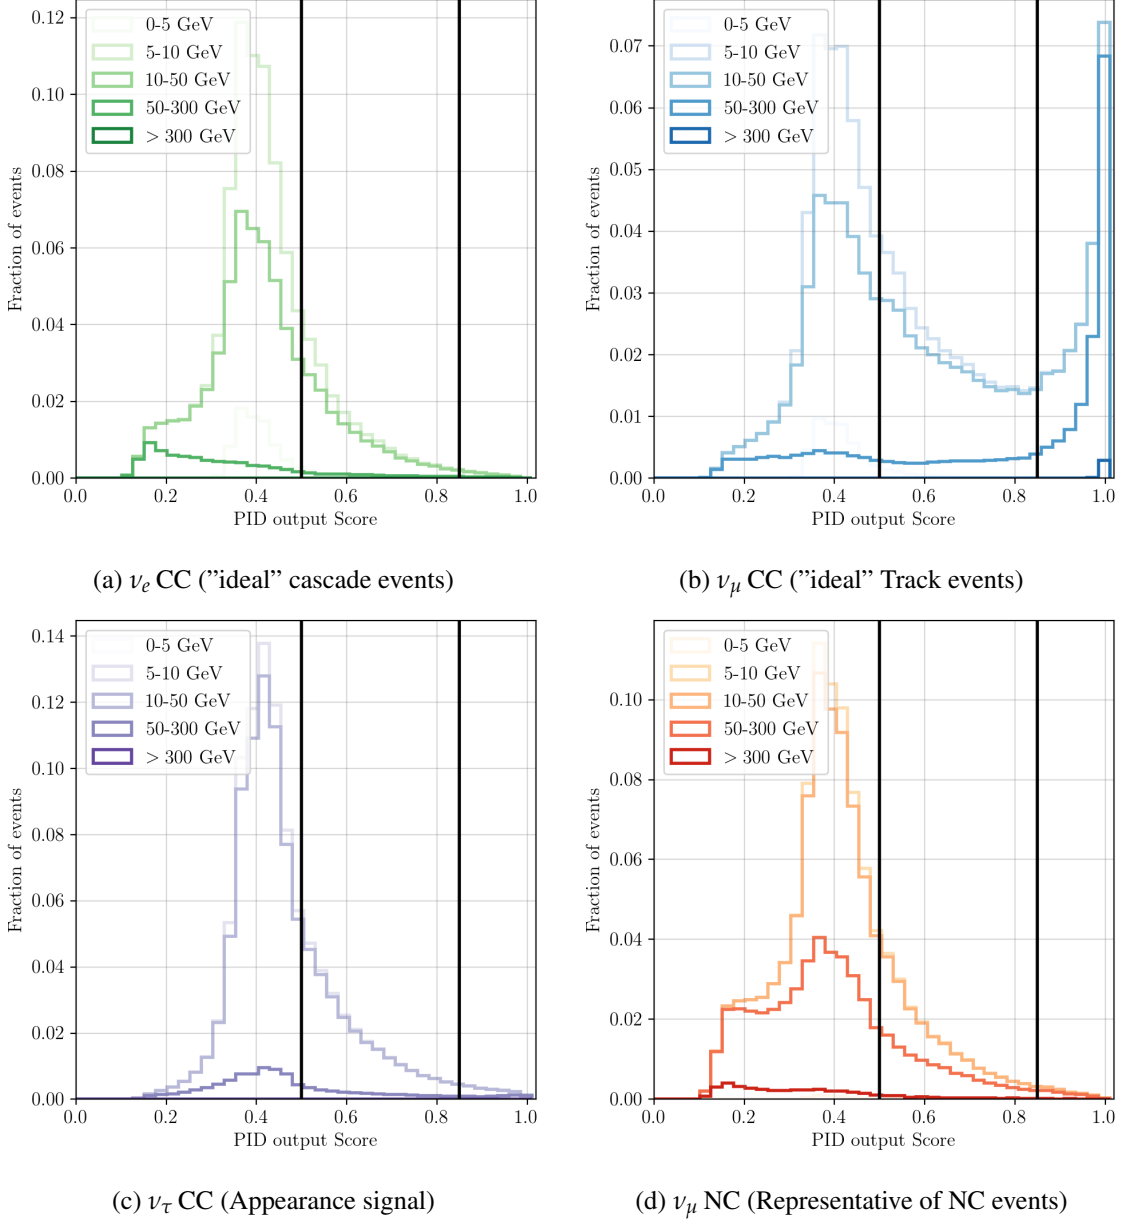 0.12
0.10
0.08
0.06
0.04
0.02
0.00
Fraction of events
0-5 GeV
5-10 GeV
10-50 GeV
50-300 GeV
> 300 GeV
0.0 0.2 0.4 0.6 0.8 1.0
PID output Score
(a) νe CC (”ideal” cascade events)
0.07
0.06
0.05
0.04
0.03
0.02
0.01
0.00
Fraction of events
0-5 GeV
5-10 GeV
10-50 GeV
50-300 GeV
> 300 GeV
0.0 0.2 0.4 0.6 0.8 1.0
PID output Score
(b) νμ CC (”ideal” Track events)
0.14
0.12
0.10
0.08
0.06
0.04
0.02
0.00
Fraction of events
0-5 GeV
5-10 GeV
10-50 GeV
50-300 GeV
> 300 GeV
0.0 0.2 0.4 0.6 0.8 1.0
PID output Score
(c) ντ CC (Appearance signal)
0.10
0.08
0.06
0.04
0.02
0.00
Fraction of events
0-5 GeV
5-10 GeV
10-50 GeV
50-300 GeV
> 300 GeV
0.0 0.2 0.4 0.6 0.8 1.0
PID output Score
(d) νμ NC (Representative of NC events)